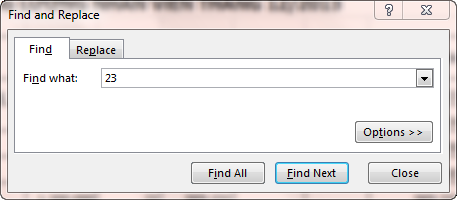 Find and Replace
Find Replace
Find what: 23
Options >>
Find All Find Next Close